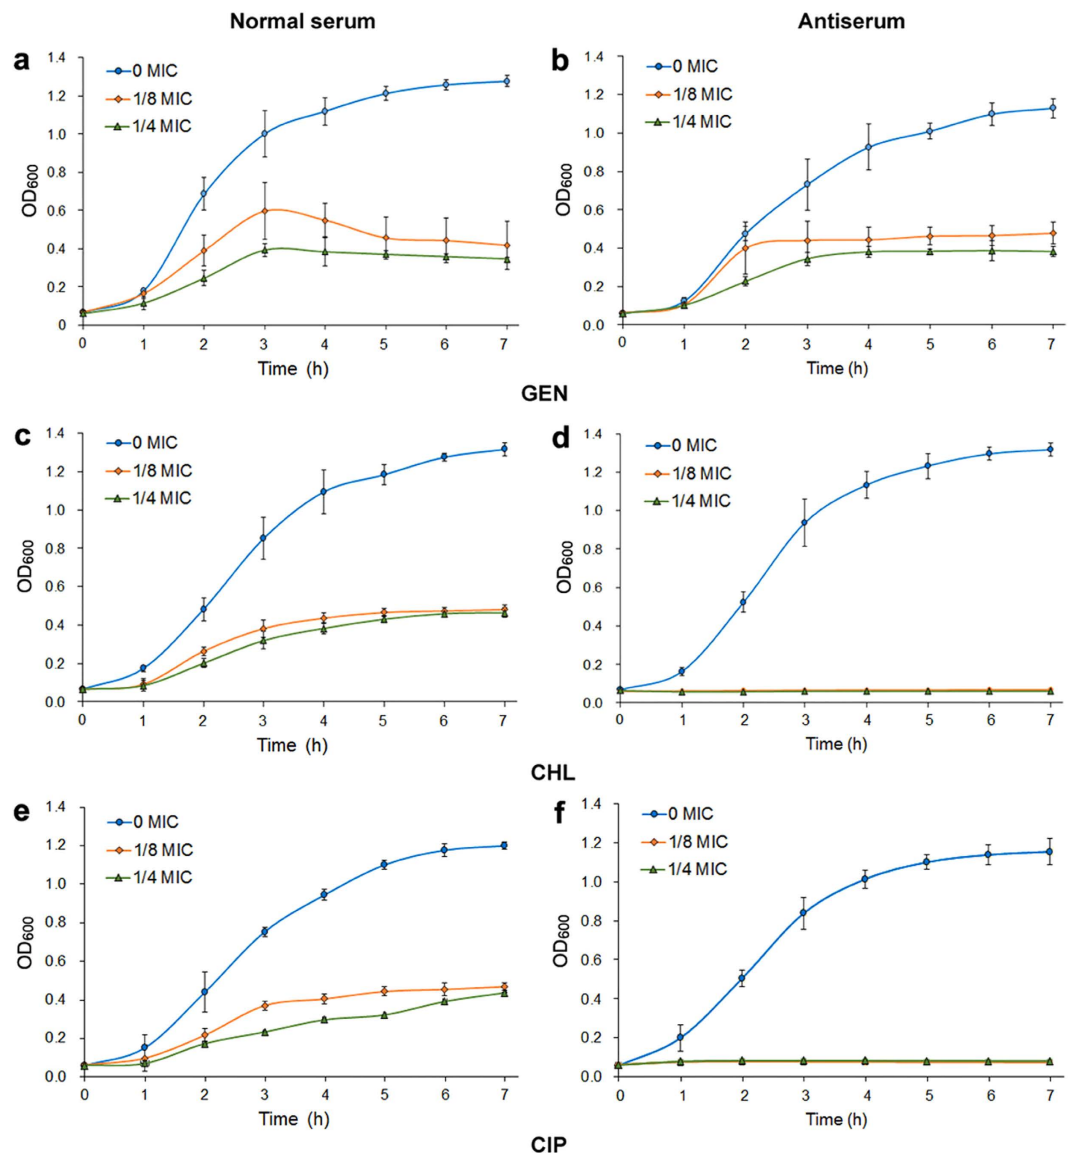 Normal serum
Antiserum
a
0 MIC
1/8 MIC
1/4 MIC
OD600
1.4
1.2
1.0
0.8
0.6
0.4
0.2
0
0 1 2 3 4 5 6 7
Time (h)
b
0 MIC
1/8 MIC
1/4 MIC
OD600
1.4
1.2
1.0
0.8
0.6
0.4
0.2
0.0
0 1 2 3 4 5 6 7
Time (h)
GEN
c
0 MIC
1/8 MIC
1/4 MIC
OD600
1.4
1.2
1.0
0.8
0.6
0.4
0.2
0.0
0 1 2 3 4 5 6 7
Time (h)
d
0 MIC
1/8 MIC
1/4 MIC
OD600
1.4
1.2
1.0
0.8
0.6
0.4
0.2
0.0
0 1 2 3 4 5 6 7
Time (h)
CHL
e
0 MIC
1/8 MIC
1/4 MIC
OD600
1.4
1.2
1.0
0.8
0.6
0.4
0.2
0.0
0 1 2 3 4 5 6 7
Time (h)
f
0 MIC
1/8 MIC
1/4 MIC
OD600
1.4
1.2
1.0
0.8
0.6
0.4
0.2
0.0
0 1 2 3 4 5 6 7
Time (h)
CIP